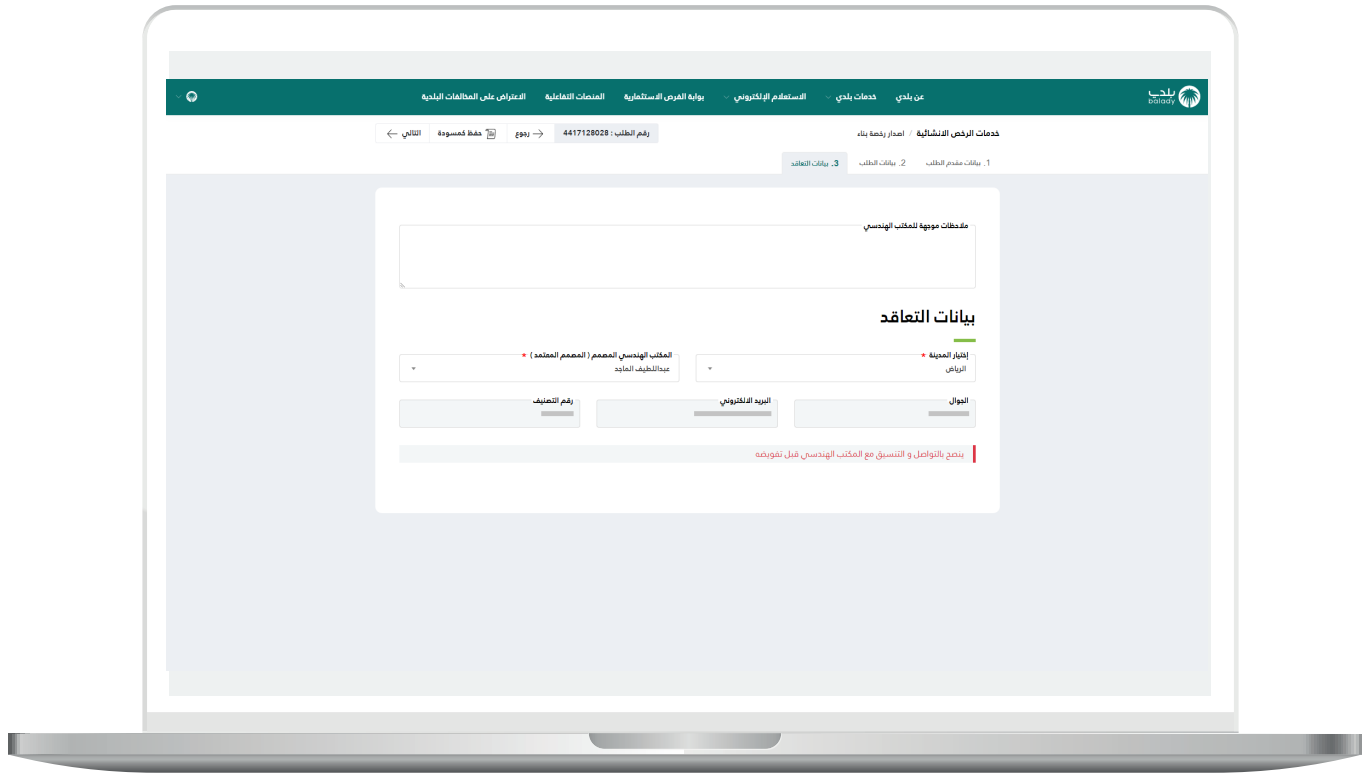 بلدي
balady
عن بلدي
خدمات بلدي
الاستعلام الإلكتروني
بوابة الفرص الاستثمارية
المنصات التفاعلية
الاعتراض على المخالفات البلدية
خدمات الرخص الانشائية / اصدار رخصة بناء
رقم الطلب : 4417128028
رجوع
حفظ كمسودة
التالي
1. بيانات مقدم الطلب
2. بيانات الطلب
3. بيانات التعاقد
ملاحظات موجهة للمكتب الهندسي
بيانات التعاقد
إختيار المدينة *
الرياض
المكتب الهندسي المصمم ( المصمم المعتمد ) *
عبداللطيف الماجد
الجوال
البريد الالكتروني
رقم التصنيف
ينصح بالتواصل و التنسيق مع المكتب الهندسي قبل تفويضه